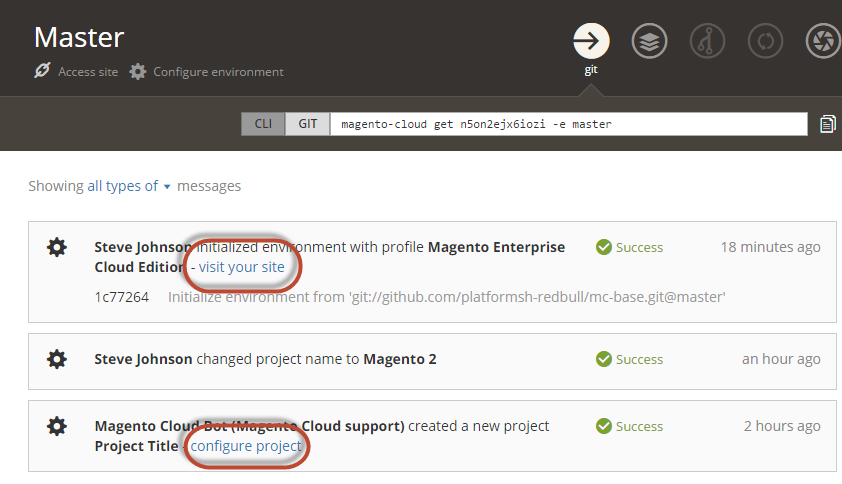 Master
Access site Configure environment
git
CLI GIT magento-cloud get n5on2ejx6iozi -e master
Showing all types of messages
Steve Johnson initialized environment with profile Magento Enterprise Success 18 minutes ago
Cloud Edition - visit your site
1c77264 Initialize environment from 'git://github.com/platformsh-redbull/mc-base.git@master'
Steve Johnson changed project name to Magento 2 Success an hour ago
Magento Cloud Bot (Magento Cloud support) created a new project Success 2 hours ago
Project Title - configure project